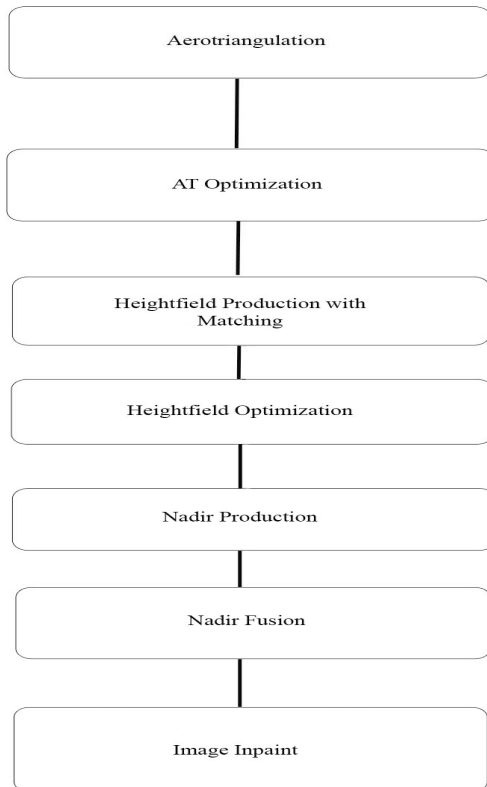 Aerotriangulation
AT Optimization
Heightfield Production with
Matching
Heightfield Optimization
Nadir Production
Nadir Fusion
Image Inpaint